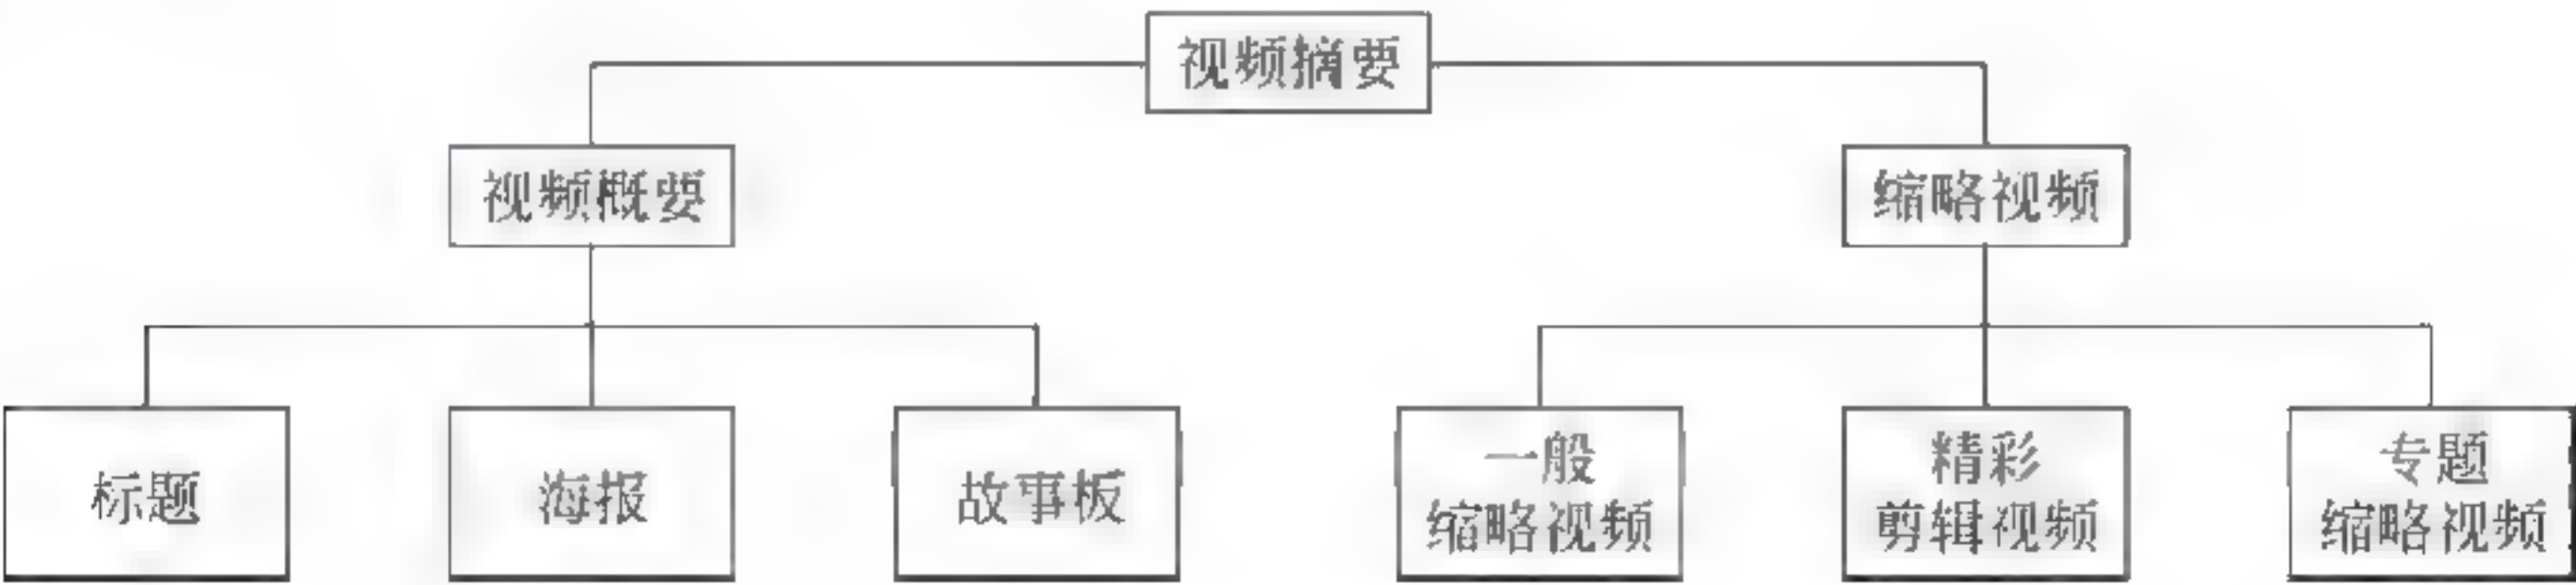 视频摘要
视频概要
缩略视频
标题
海报
故事板
一般
缩略视频
精彩
剪辑视频
专题
缩略视频